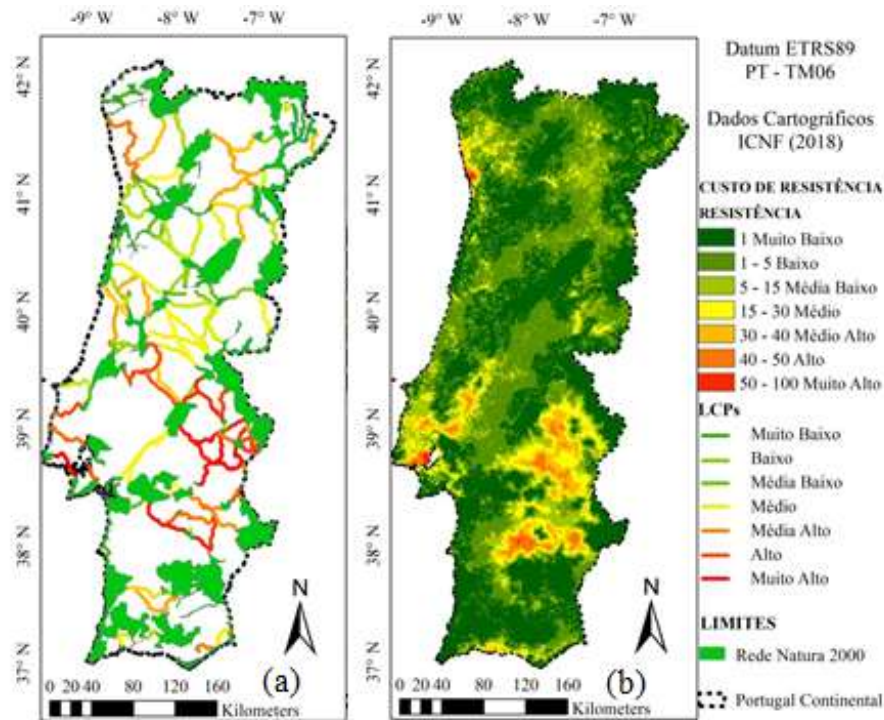 -9° W -8° W -7° W
-9° W -8° W -7° W
42° N
41° N
40° N
39° N
38° N
37° N
42° N
41° N
40° N
39° N
38° N
37° N
N
(a)
0 20 40 80 120 160
Kilometers
N
(b)
0 20 40 80 120 160
Kilometers
Datum ETRS89
PT - TM06
Dados Cartográficos
ICNF (2018)
CUSTO DE RESISTÊNCIA
RESISTÊNCIA
1 Muito Baixo
1 - 5 Baixo
5 - 15 Média Baixo
15 - 30 Médio
30 - 40 Médio Alto
40 - 50 Alto
50 - 100 Muito Alto
LCPs
Muito Baixo
Baixo
Média Baixo
Médio
Média Alto
Alto
Muito Alto
LIMITES
Rede Natura 2000
Portugal Continental